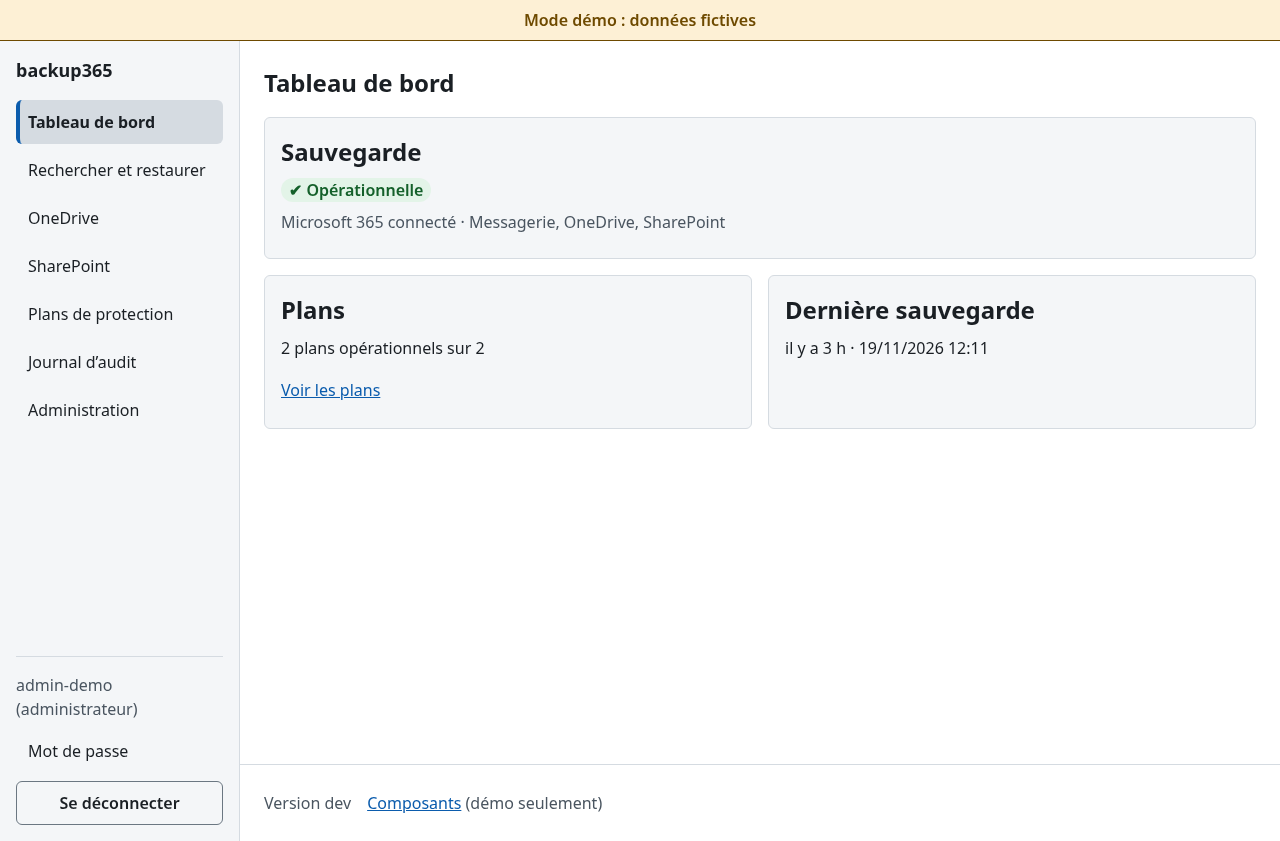 Mode démo : données fictives
backup365
Tableau de bord
Rechercher et restaurer
OneDrive
SharePoint
Plans de protection
Journal d’audit
Administration
admin-demo
(administrateur)
Mot de passe
Se déconnecter
Tableau de bord
Sauvegarde
✔ Opérationnelle
Microsoft 365 connecté · Messagerie, OneDrive, SharePoint
Plans
2 plans opérationnels sur 2
Voir les plans
Dernière sauvegarde
il y a 3 h · 19/11/2026 12:11
Version dev Composants (démo seulement)